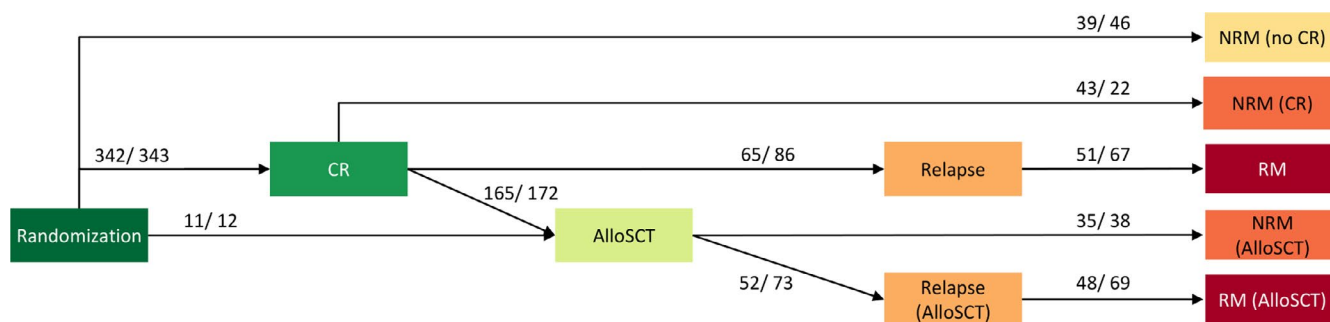 39/ 46
NRM (no CR)
43/ 22
NRM (CR)
342/ 343
CR
65/ 86
Relapse
51/ 67
RM
165/ 172
Randomization
11/ 12
AlloSCT
35/ 38
NRM
(AlloSCT)
52/ 73
Relapse
(AlloSCT)
48/ 69
RM (AlloSCT)